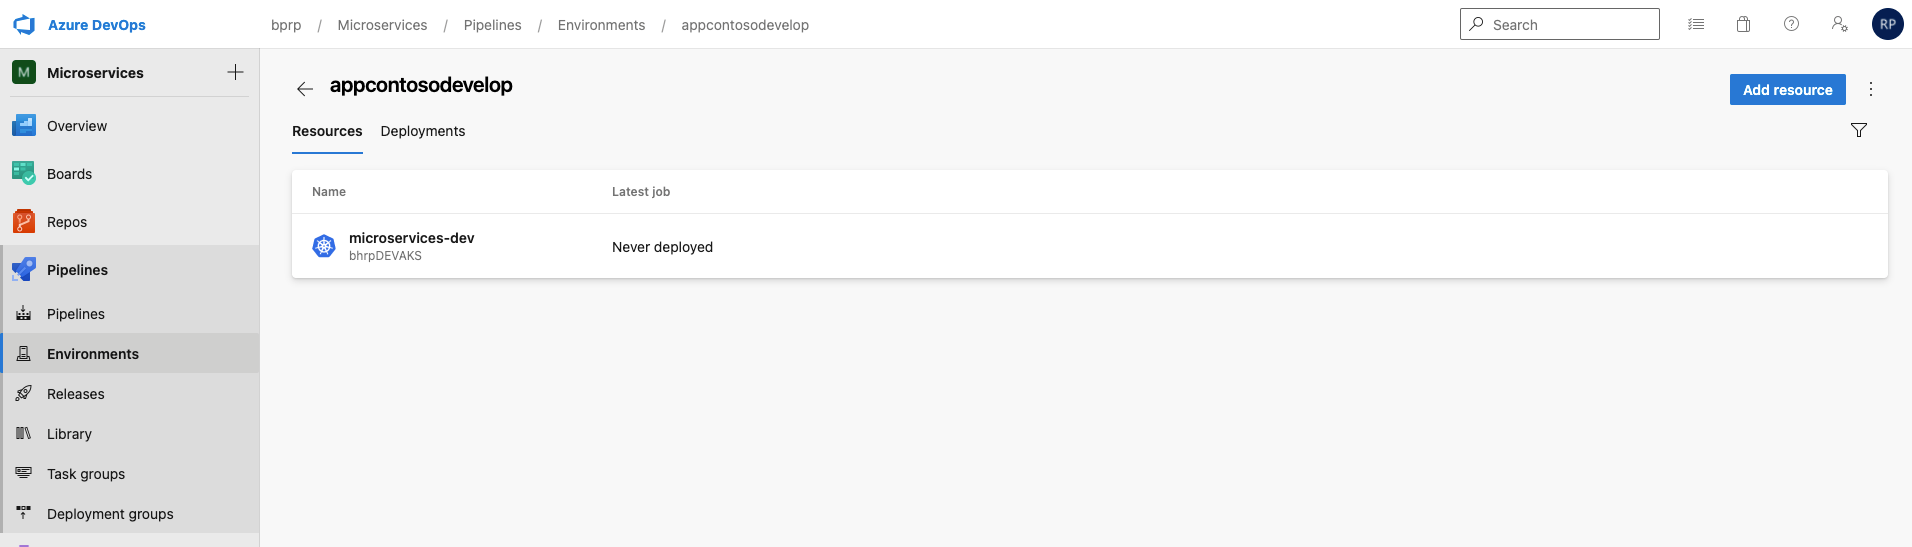 Azure DevOps
bprp / Microservices / Pipelines / Environments / appcontosodevelop
Search
RP
M Microservices
Overview
Boards
Repos
Pipelines
Pipelines
Environments
Releases
Library
Task groups
Deployment groups
appcontosodevelop
Add resource
Resources Deployments
Name Latest job
microservices-dev
bhrpDEVAKS
Never deployed